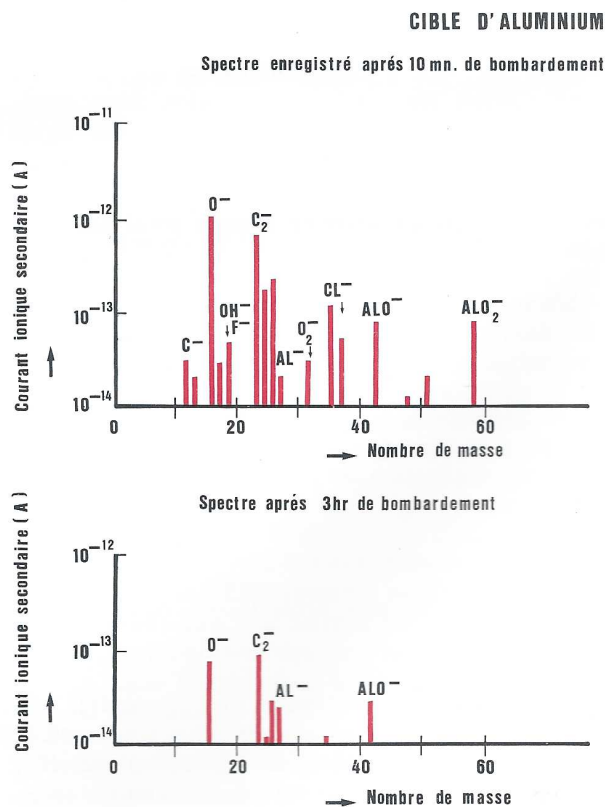 CIBLE D'ALUMINIUM
Spectre enregistré aprés 10 mn. de bombardement
Courant ionique secondaire (A)
10⁻¹¹
10⁻¹²
10⁻¹³
10⁻¹⁴
O⁻
C₂⁻
OH⁻
F⁻
C⁻
AL⁻
O₂⁻
CL⁻
ALO⁻
ALO₂⁻
0 20 40 60
Nombre de masse
Spectre aprés 3hr de bombardement
Courant ionique secondaire (A)
10⁻¹²
10⁻¹³
10⁻¹⁴
O⁻
C₂⁻
AL⁻
ALO⁻
0 20 40 60
Nombre de masse